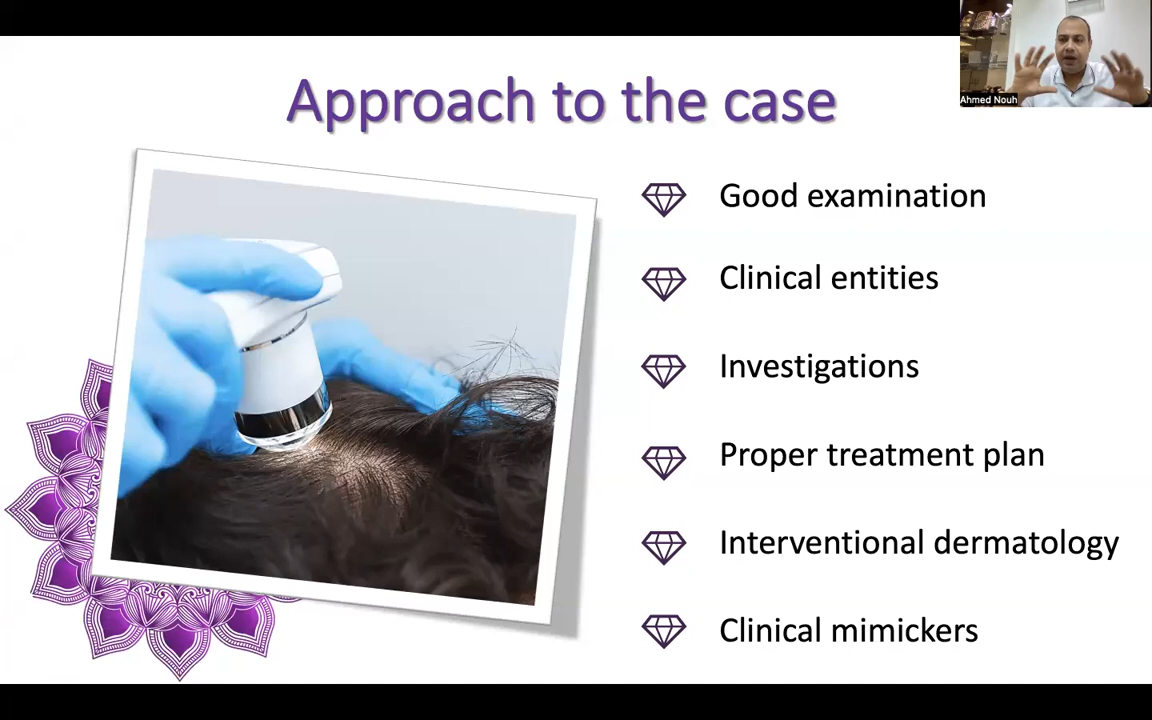 Approach to the case
Ahmed Nouh
Good examination
Clinical entities
Investigations
Proper treatment plan
Interventional dermatology
Clinical mimickers